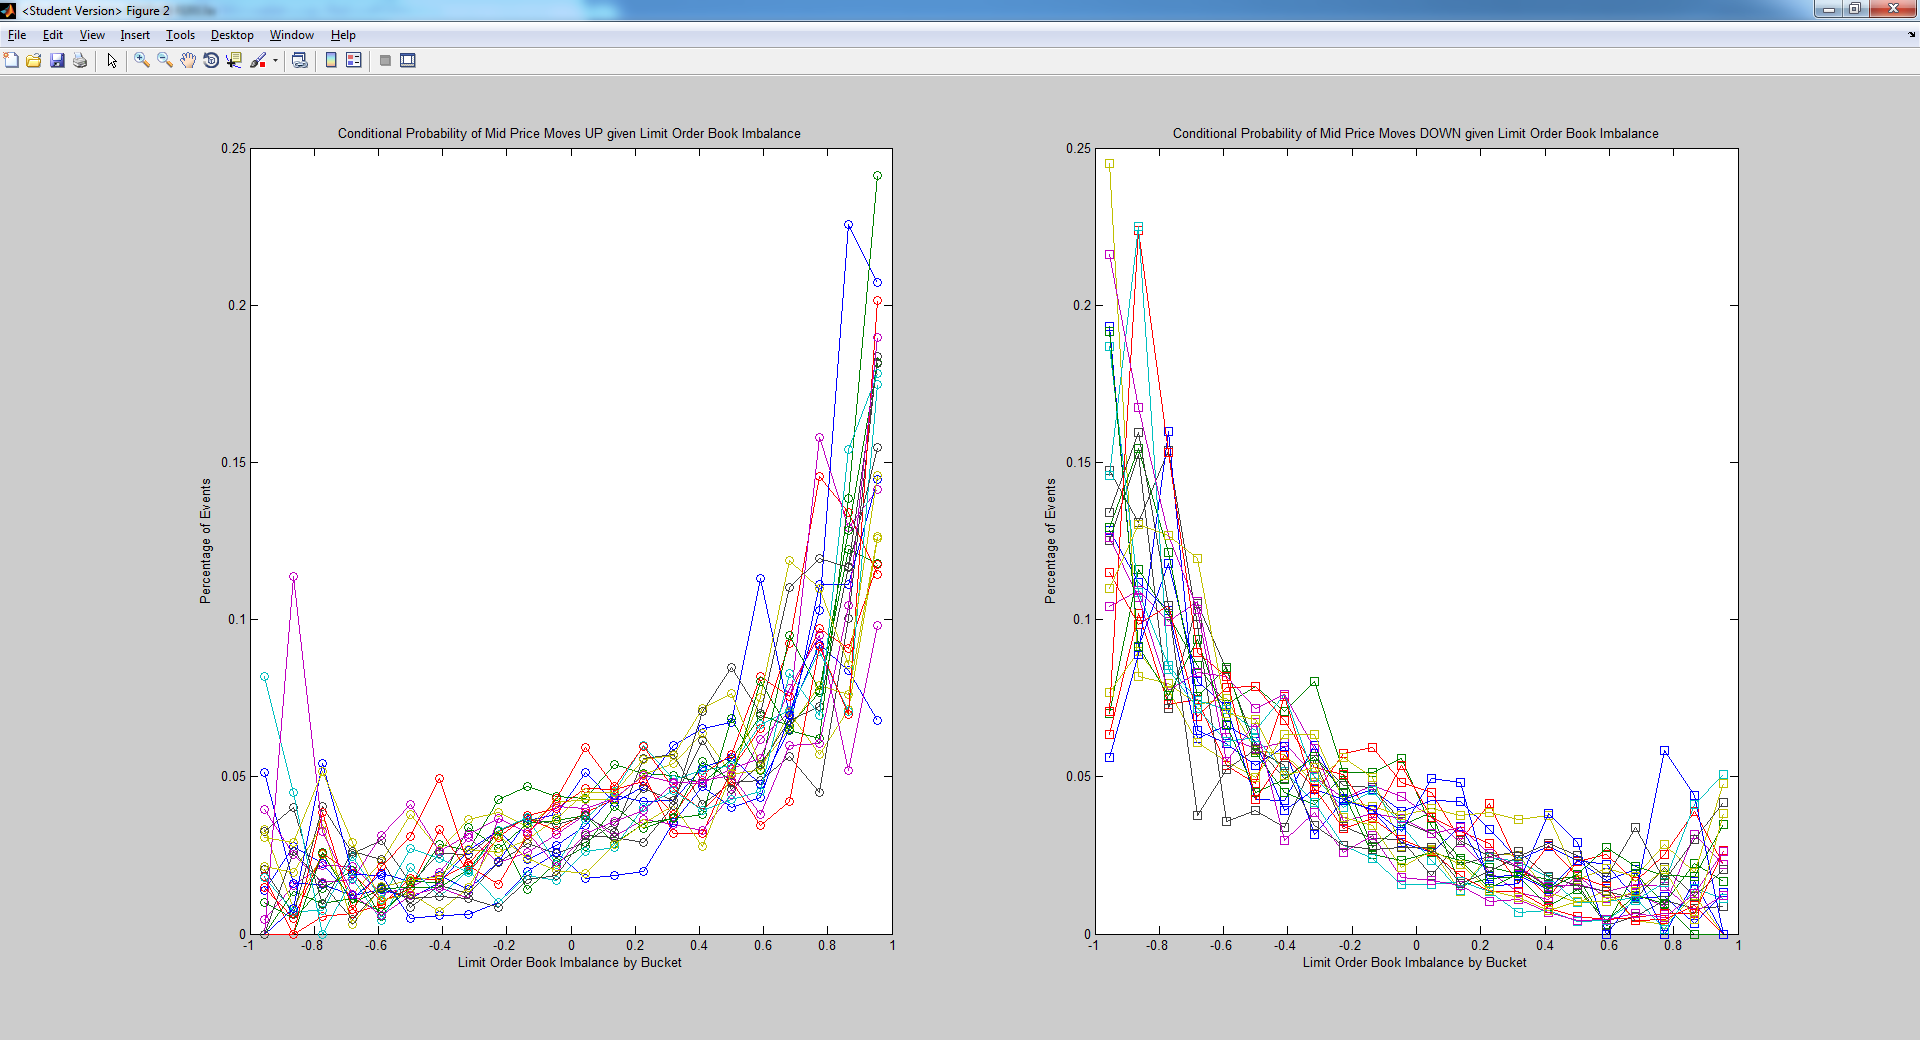 <Student Version> Figure 2
File Edit View Insert Tools Desktop Window Help
Conditional Probability of Mid Price Moves UP given Limit Order Book Imbalance
0.25
0.2
0.15
0.1
0.05
0
Percentage of Events
-1 -0.8 -0.6 -0.4 -0.2 0 0.2 0.4 0.6 0.8 1
Limit Order Book Imbalance by Bucket
Conditional Probability of Mid Price Moves DOWN given Limit Order Book Imbalance
0.25
0.2
0.15
0.1
0.05
0
Percentage of Events
-1 -0.8 -0.6 -0.4 -0.2 0 0.2 0.4 0.6 0.8 1
Limit Order Book Imbalance by Bucket